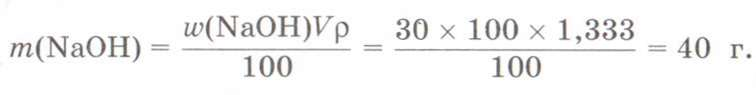 m(NaOH) = w(NaOH)Vρ / 100 = 30 × 100 × 1,333 / 100 = 40 г.